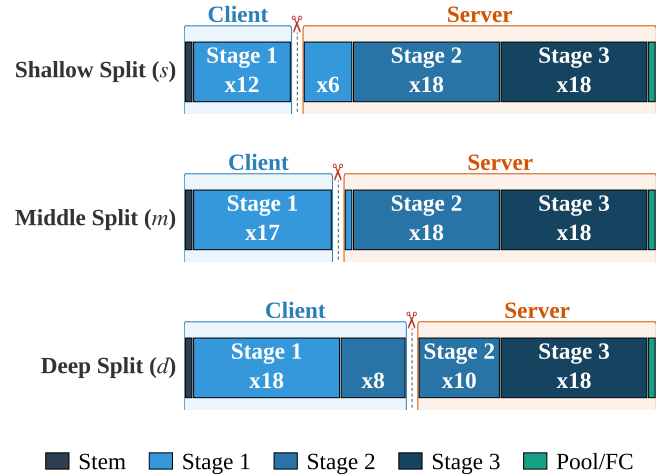 Client Server
Shallow Split (s)
Stage 1
x12
x6
Stage 2
x18
Stage 3
x18
Client Server
Middle Split (m)
Stage 1
x17
Stage 2
x18
Stage 3
x18
Client Server
Deep Split (d)
Stage 1
x18
x8
Stage 2
x10
Stage 3
x18
Stem Stage 1 Stage 2 Stage 3 Pool/FC